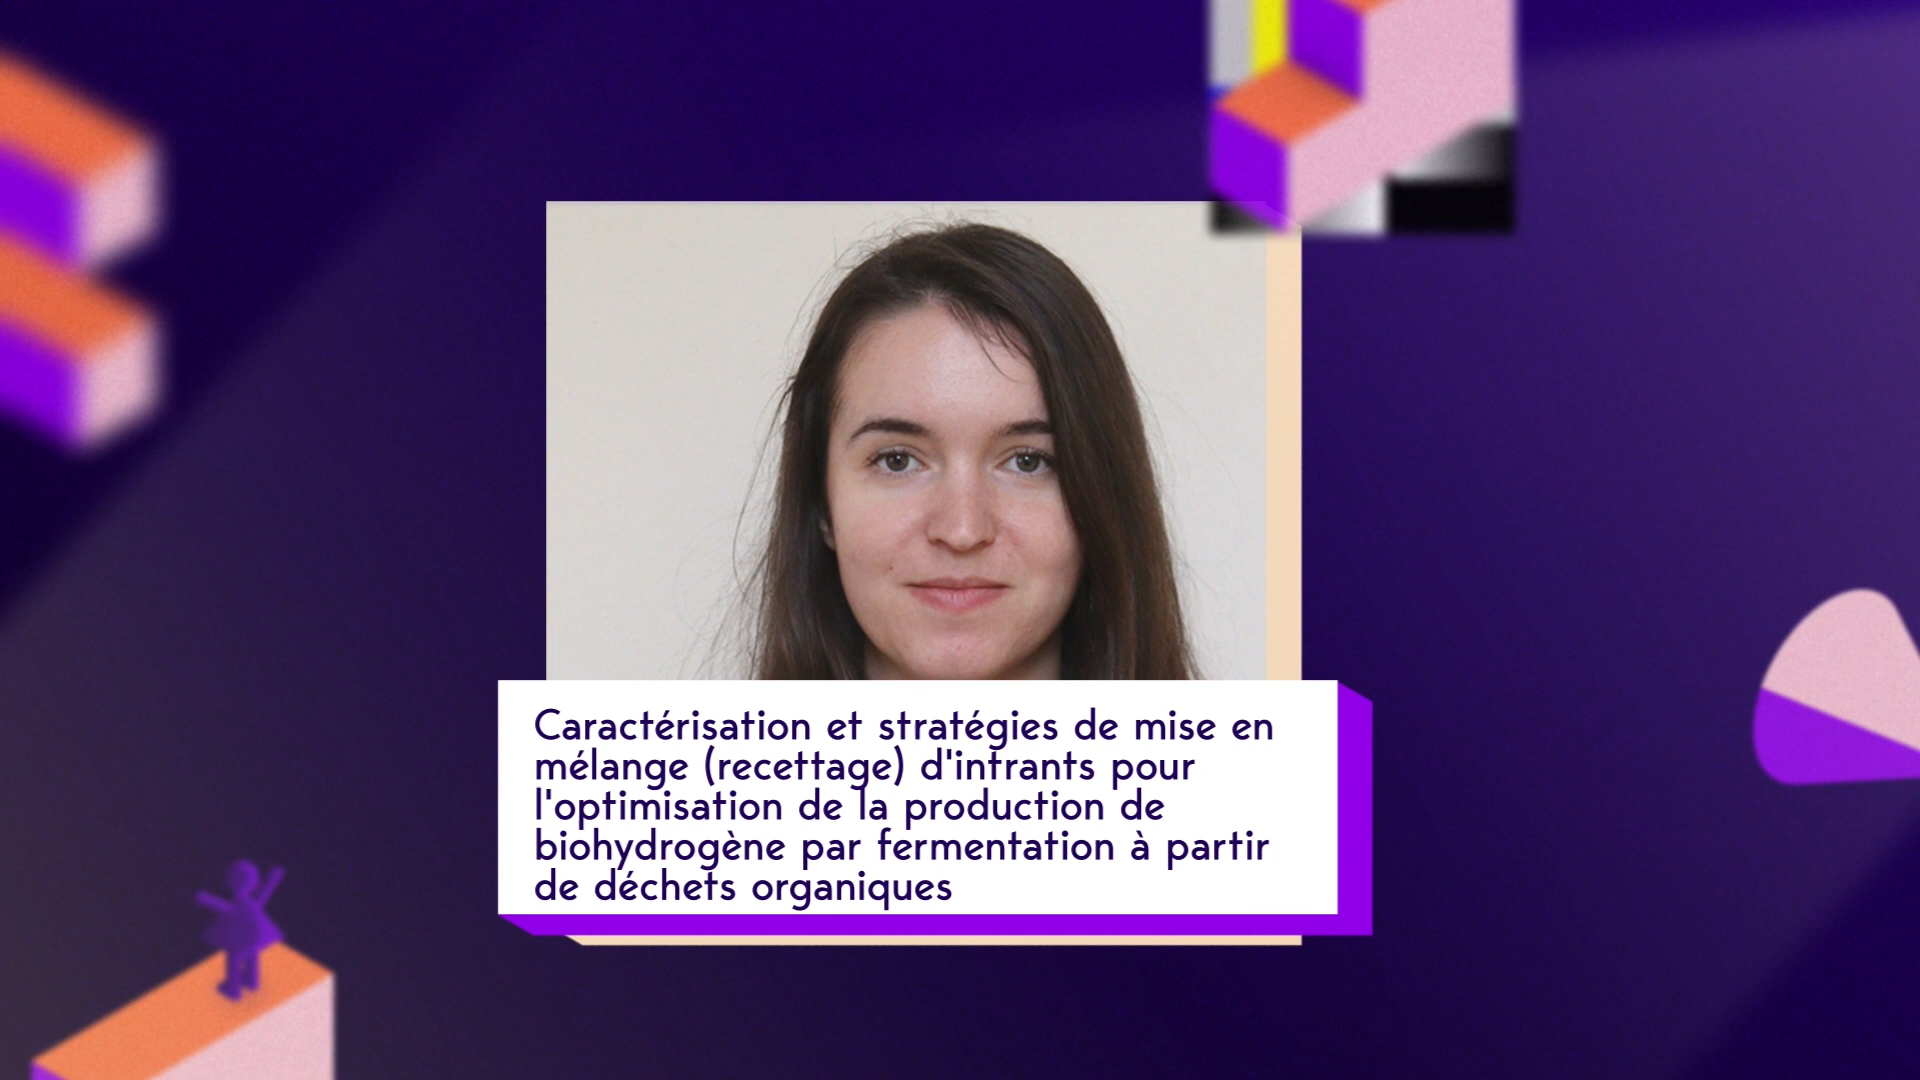 Caractérisation et stratégies de mise en
mélange (recettage) d'intrants pour
l'optimisation de la production de
biohydrogène par fermentation à partir
de déchets organiques